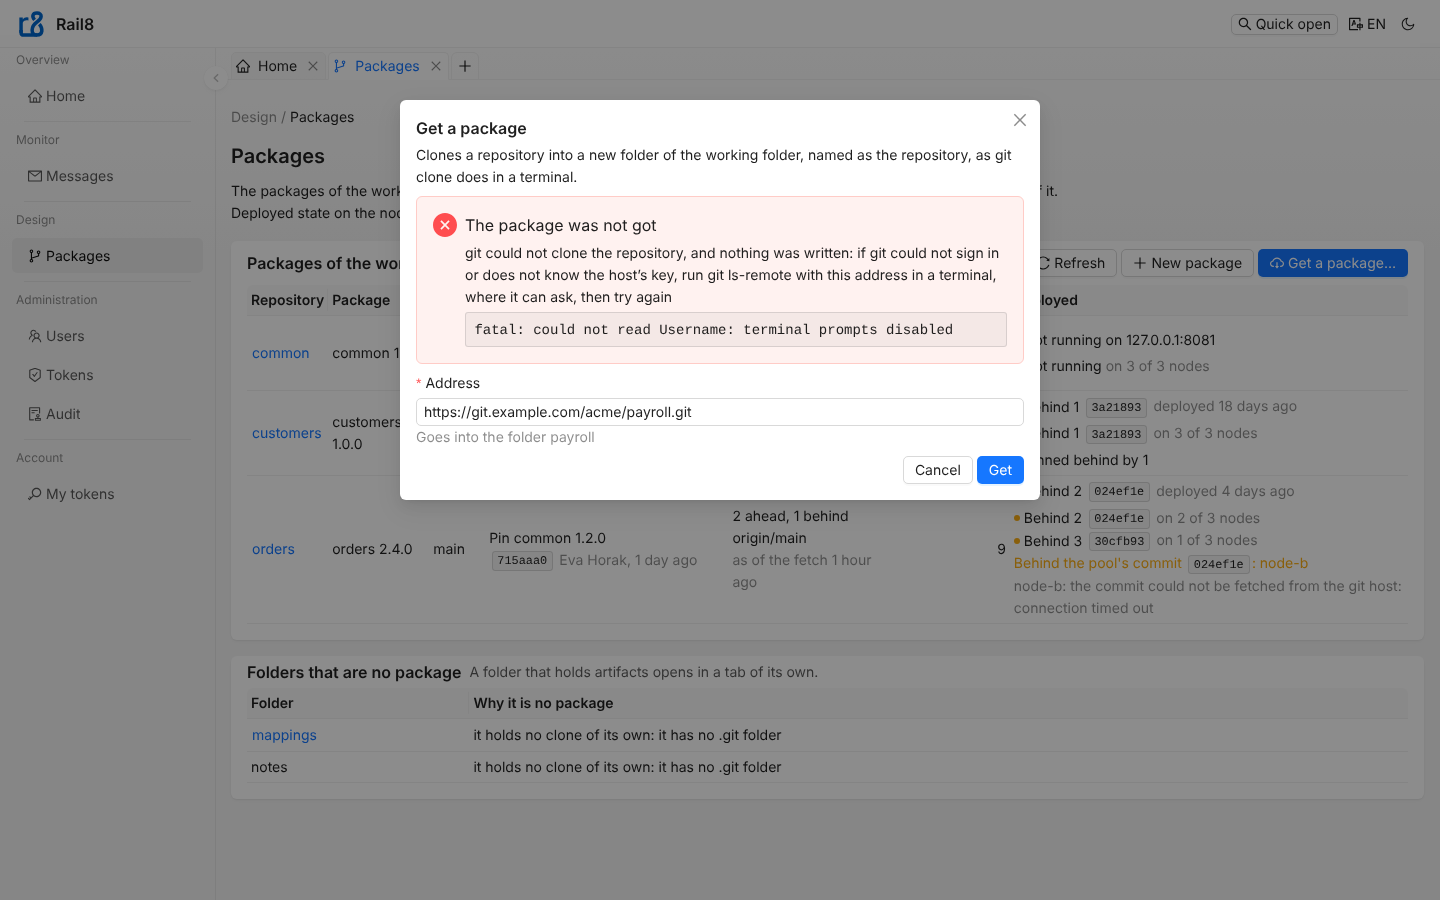 Rail8
Quick open
EN
Overview
Home
Monitor
Messages
Design
Packages
Administration
Users
Tokens
Audit
Account
My tokens
Home
Packages
Design / Packages
Packages
The packages of the work
f it.
Deployed state on the no
Packages of the wor
Refresh
New package
Get a package...
Repository Package
loyed
common common 1
ot running on 127.0.0.1:8081
ot running on 3 of 3 nodes
customers customers
1.0.0
hind 1 3a21893 deployed 18 days ago
hind 1 3a21893 on 3 of 3 nodes
nned behind by 1
orders orders 2.4.0 main
Pin common 1.2.0
715aaa0 Eva Horak, 1 day ago
2 ahead, 1 behind
origin/main
as of the fetch 1 hour
ago
9
hind 2 024ef1e deployed 4 days ago
Behind 2 024ef1e on 2 of 3 nodes
Behind 3 30cfb93 on 1 of 3 nodes
Behind the pool's commit 024ef1e : node-b
node-b: the commit could not be fetched from the git host:
connection timed out
Get a package
Clones a repository into a new folder of the working folder, named as the repository, as git
clone does in a terminal.
The package was not got
git could not clone the repository, and nothing was written: if git could not sign in
or does not know the host's key, run git ls-remote with this address in a terminal,
where it can ask, then try again
fatal: could not read Username: terminal prompts disabled
* Address
https://git.example.com/acme/payroll.git
Goes into the folder payroll
Cancel
Get
Folders that are no package A folder that holds artifacts opens in a tab of its own.
Folder Why it is no package
mappings it holds no clone of its own: it has no .git folder
notes it holds no clone of its own: it has no .git folder